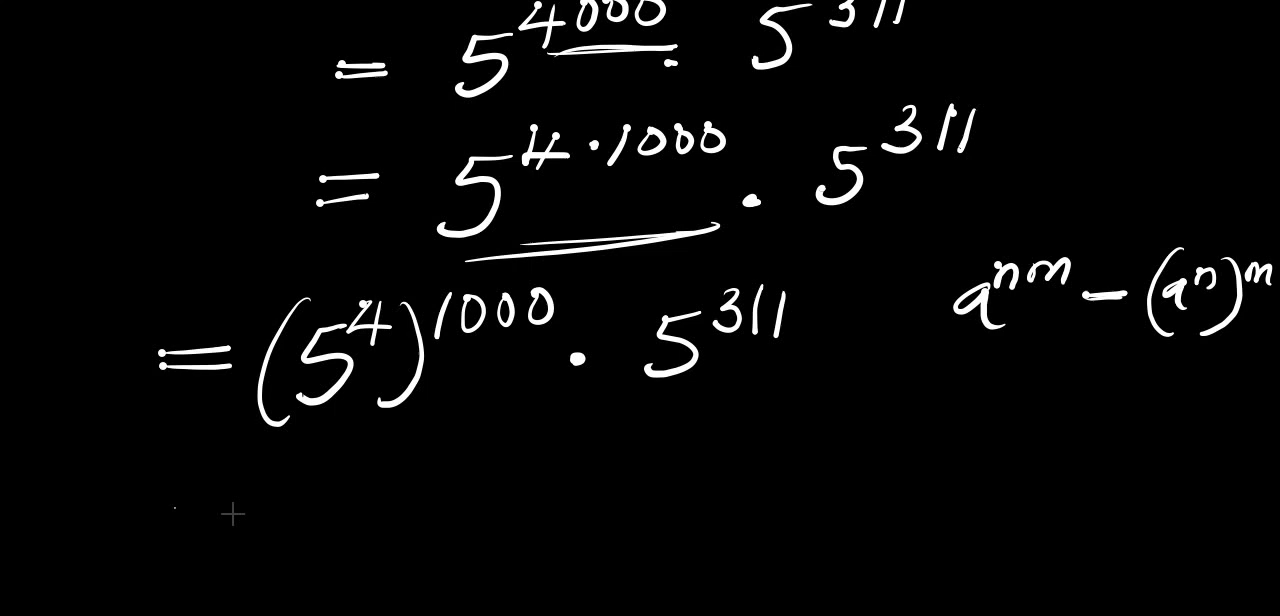 = 5^4000 . 5^311
= 5^4·1000 . 5^311
a^nm - (a^n)^m
= (5^4)^1000 . 5^311